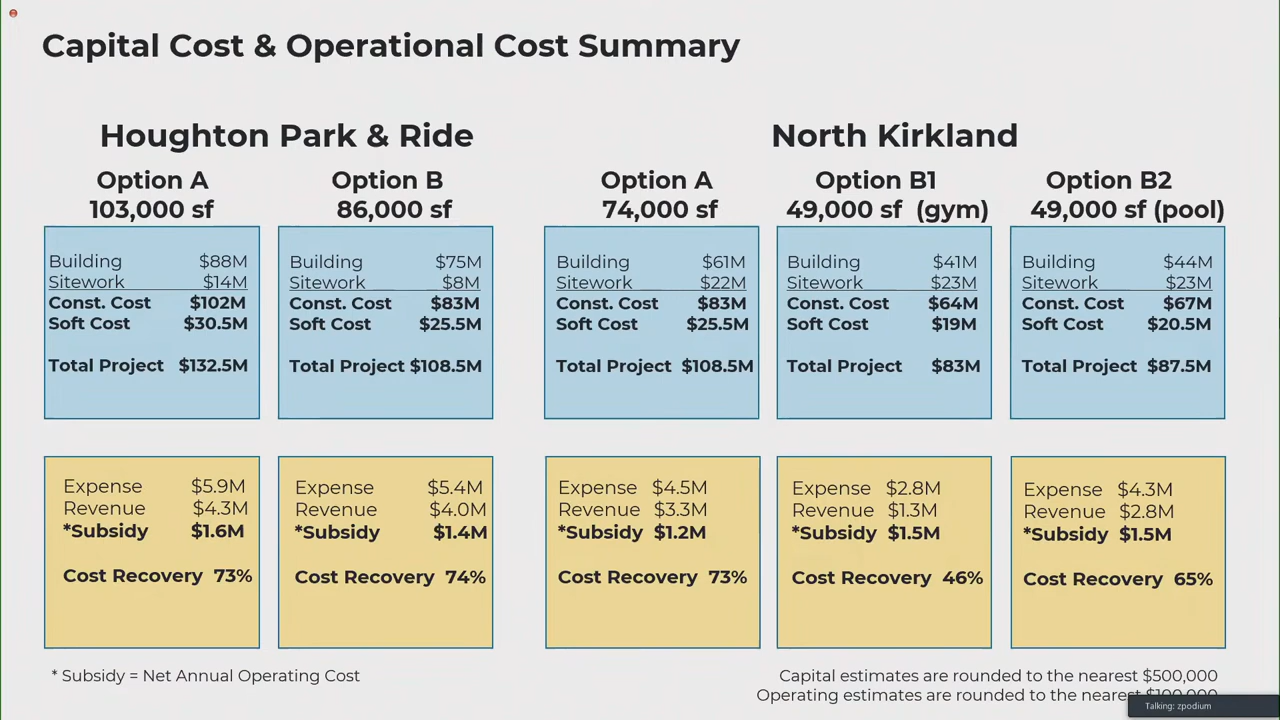 Capital Cost & Operational Cost Summary
Houghton Park & Ride
Option A
103,000 sf
Building $88M
Sitework $14M
Const. Cost $102M
Soft Cost $30.5M
Total Project $132.5M
Expense $5.9M
Revenue $4.3M
*Subsidy $1.6M
Cost Recovery 73%
Option B
86,000 sf
Building $75M
Sitework $8M
Const. Cost $83M
Soft Cost $25.5M
Total Project $108.5M
Expense $5.4M
Revenue $4.0M
*Subsidy $1.4M
Cost Recovery 74%
North Kirkland
Option A
74,000 sf
Building $61M
Sitework $22M
Const. Cost $83M
Soft Cost $25.5M
Total Project $108.5M
Expense $4.5M
Revenue $3.3M
*Subsidy $1.2M
Cost Recovery 73%
Option B1
49,000 sf (gym)
Building $41M
Sitework $23M
Const. Cost $64M
Soft Cost $19M
Total Project $83M
Expense $2.8M
Revenue $1.3M
*Subsidy $1.5M
Cost Recovery 46%
Option B2
49,000 sf (pool)
Building $44M
Sitework $23M
Const. Cost $67M
Soft Cost $20.5M
Total Project $87.5M
Expense $4.3M
Revenue $2.8M
*Subsidy $1.5M
Cost Recovery 65%
* Subsidy = Net Annual Operating Cost
Capital estimates are rounded to the nearest $500,000
Operating estimates are rounded to the nearest $100,000
Talking: zpodium